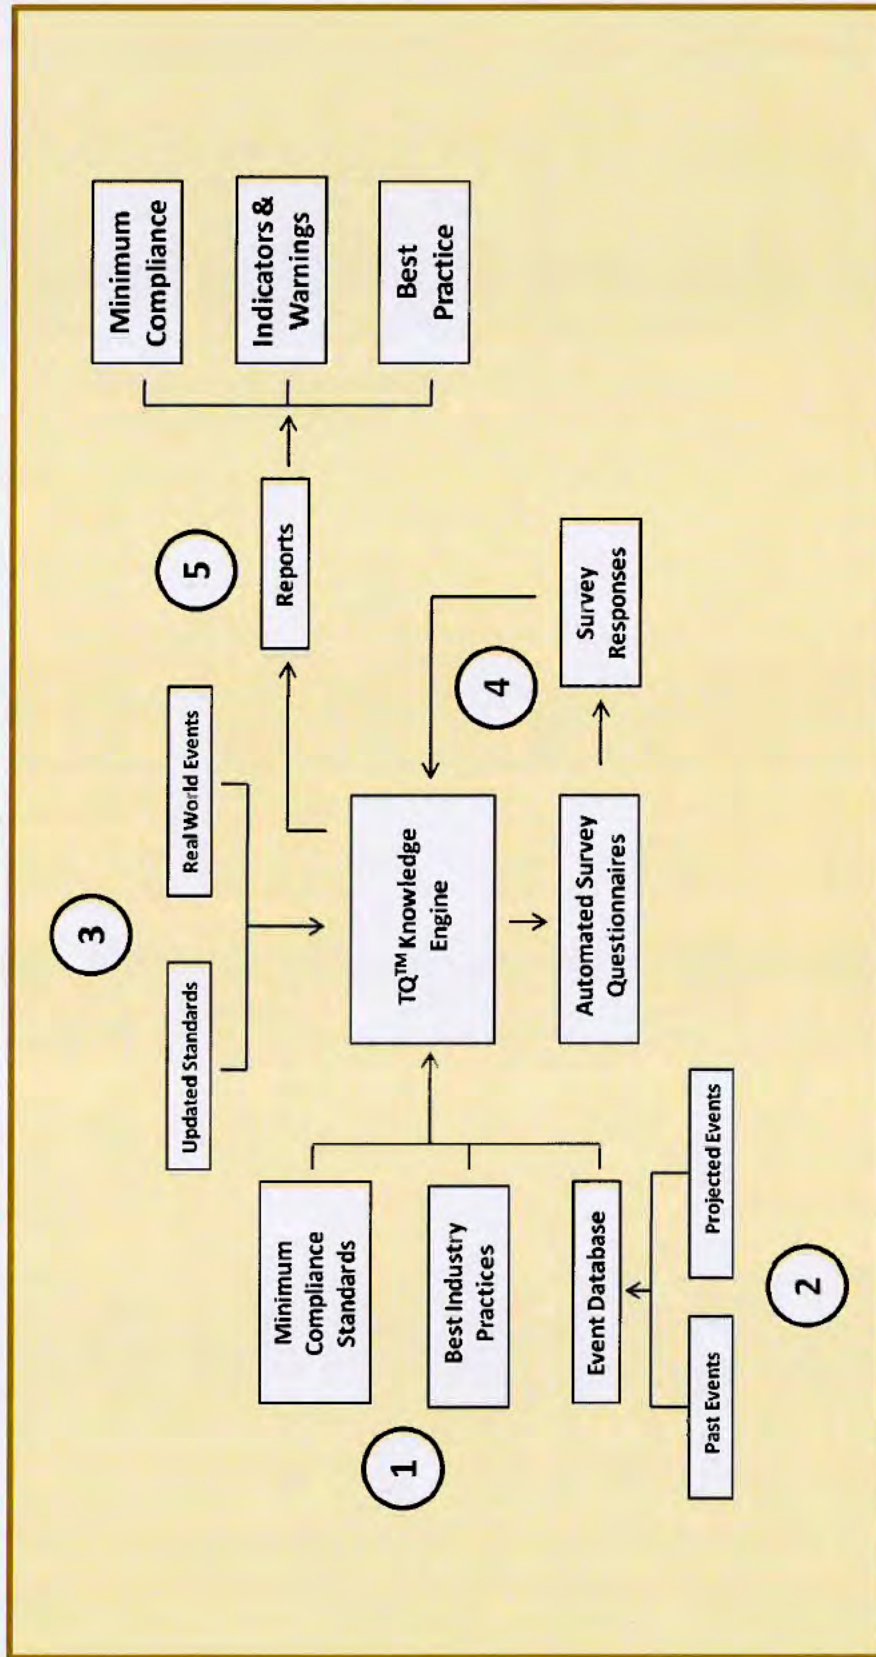 3
Updated Standards
Real World Events
5
Reports
Minimum
Compliance
Indicators &
Warnings
Best
Practice
1
Minimum
Compliance
Standards
Best Industry
Practices
Event Database
TQ™ Knowledge
Engine
4
Automated Survey
Questionnaires
Survey
Responses
Past Events
Projected Events
2